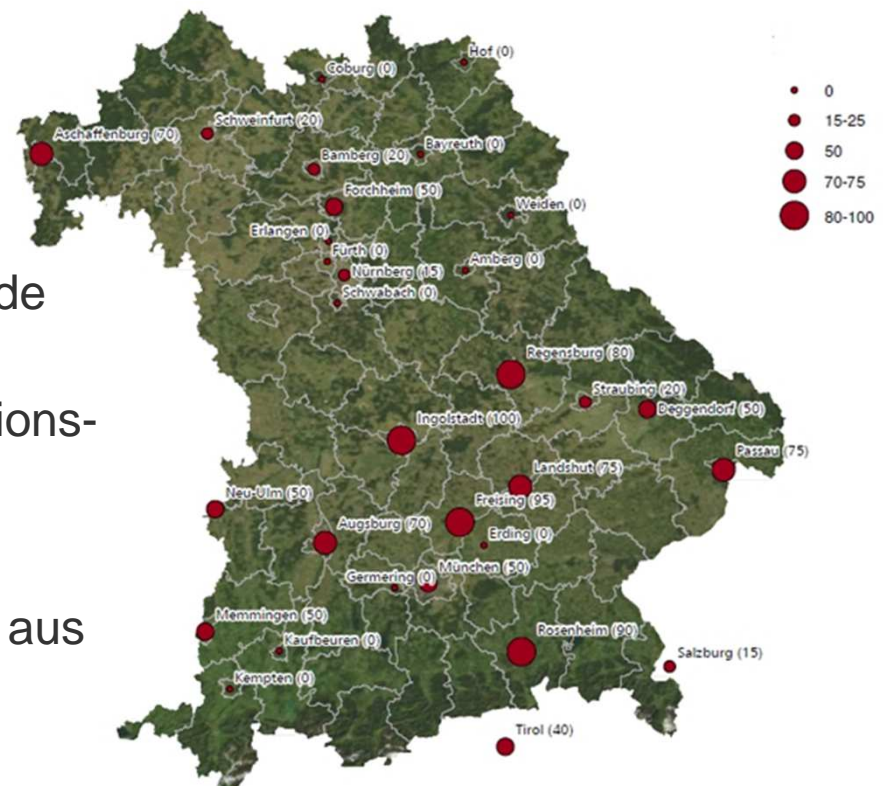 Hof (0)
Coburg (0)
0
Schweinfurt (20)
15-25
Aschaffenburg (70)
Bayreuth (0)
Bamberg (20)
50
70-75
Forchheim (50)
Weiden (0)
80-100
Erlangen (0)
Fürth (0)
Amberg (0)
Nürnberg (15)
de
Schwabach (0)
Regensburg (80)
Straubing (20)
Deggendorf (50)
ions-
Ingolstadt (100)
Passau (75)
Landshut (75)
Neu-Ulm (50)
Freising (95)
Augsburg (70)
Erding (0)
München (50)
Germering (0)
Memmingen (50)
aus
Rosenheim (90)
Kaufbeuren (0)
Salzburg (15)
Kempten (0)
Tirol (40)